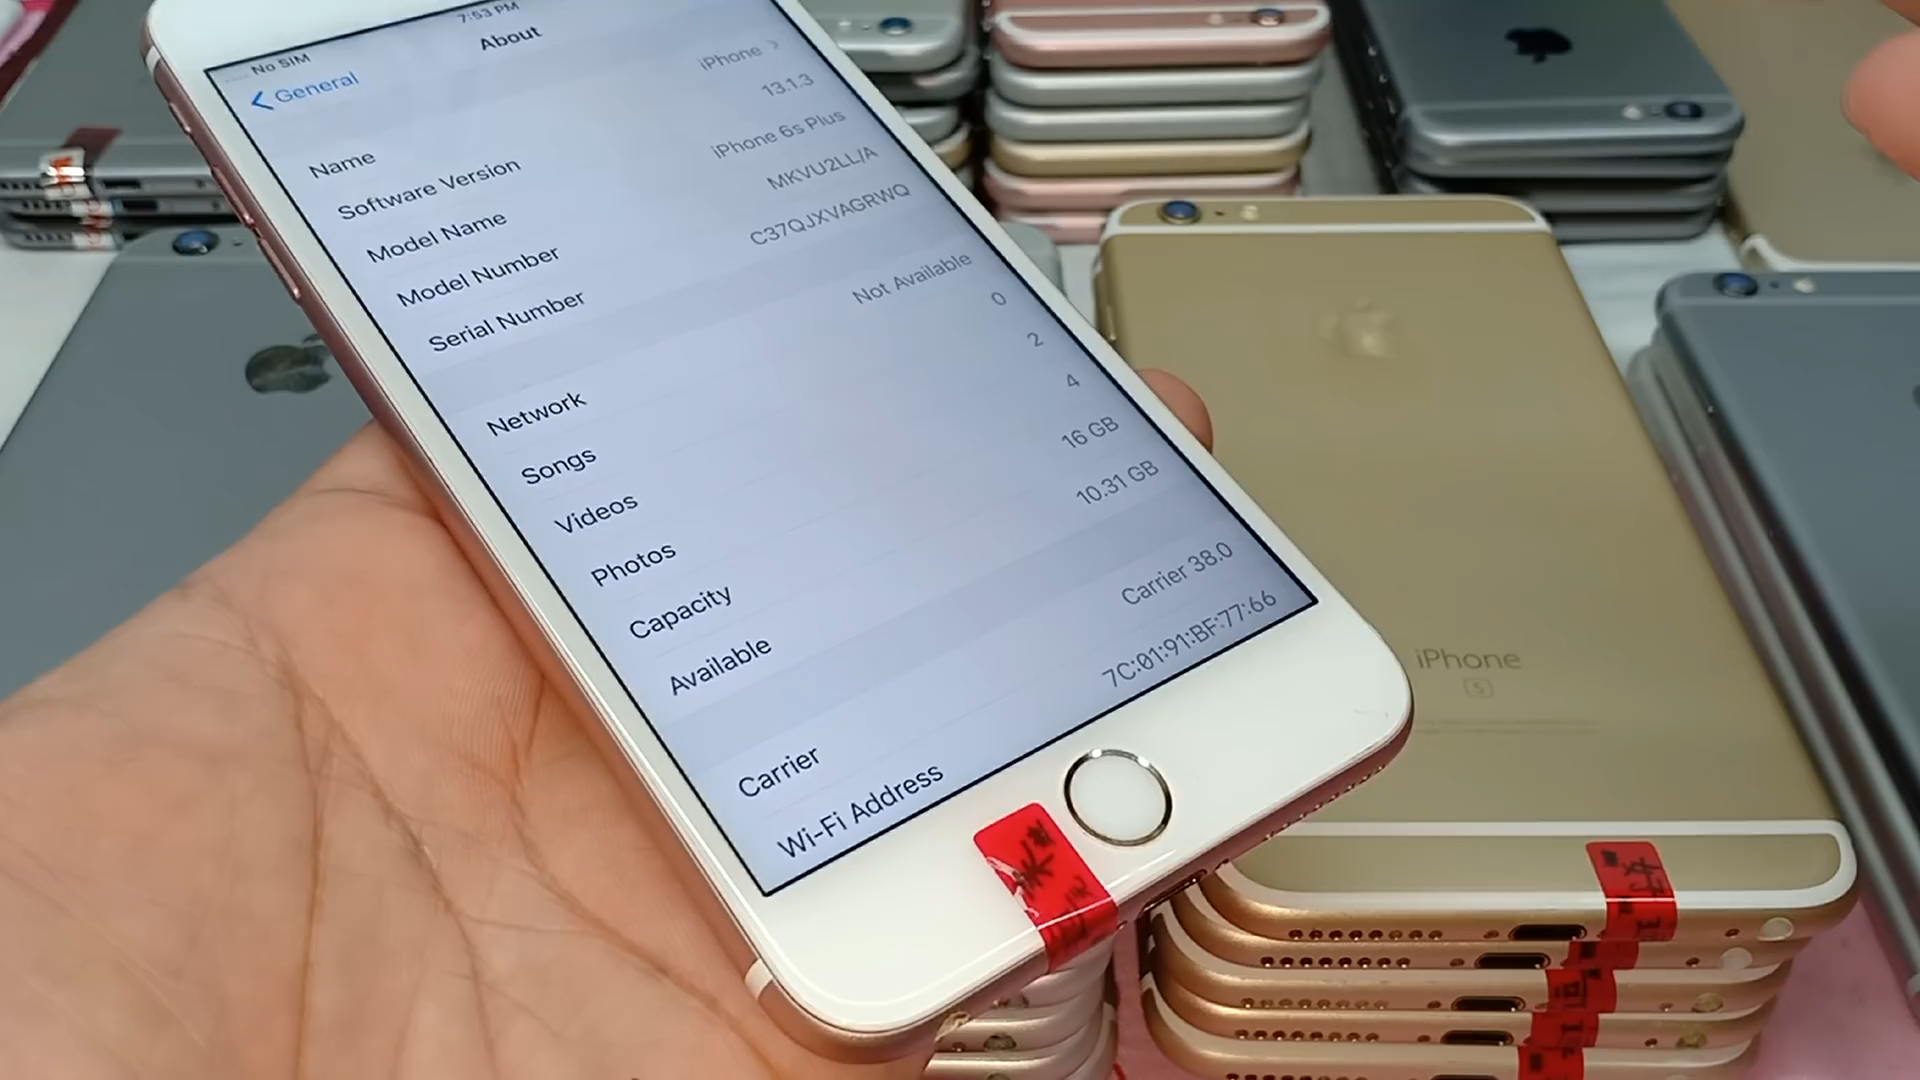 7:53 PM
No SIM
General
About
Name
iPhone
Software Version
13.1.3
Model Name
iPhone 6s Plus
Model Number
MKVU2LL/A
Serial Number
C37QJXVAGRWQ
Network
Not Available
Songs
0
Videos
2
Photos
4
Capacity
16 GB
Available
10.31 GB
Carrier
Carrier 38.0
Wi-Fi Address
7C:01:91:BF:77:66
iPhone
S